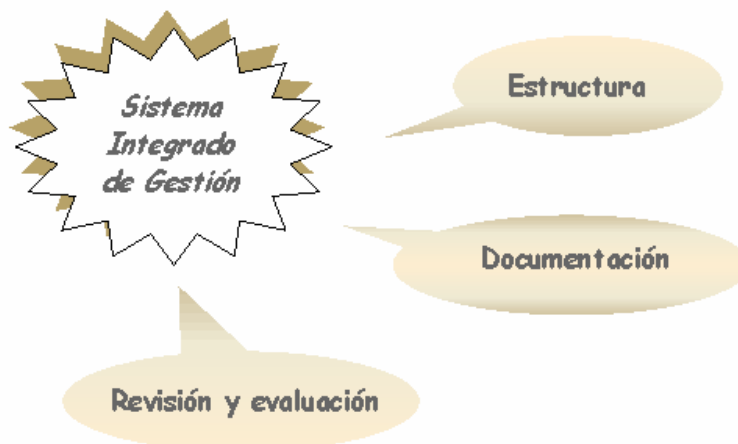 Sistema
Integrado
de Gestión
Estructura
Documentación
Revisión y evaluación